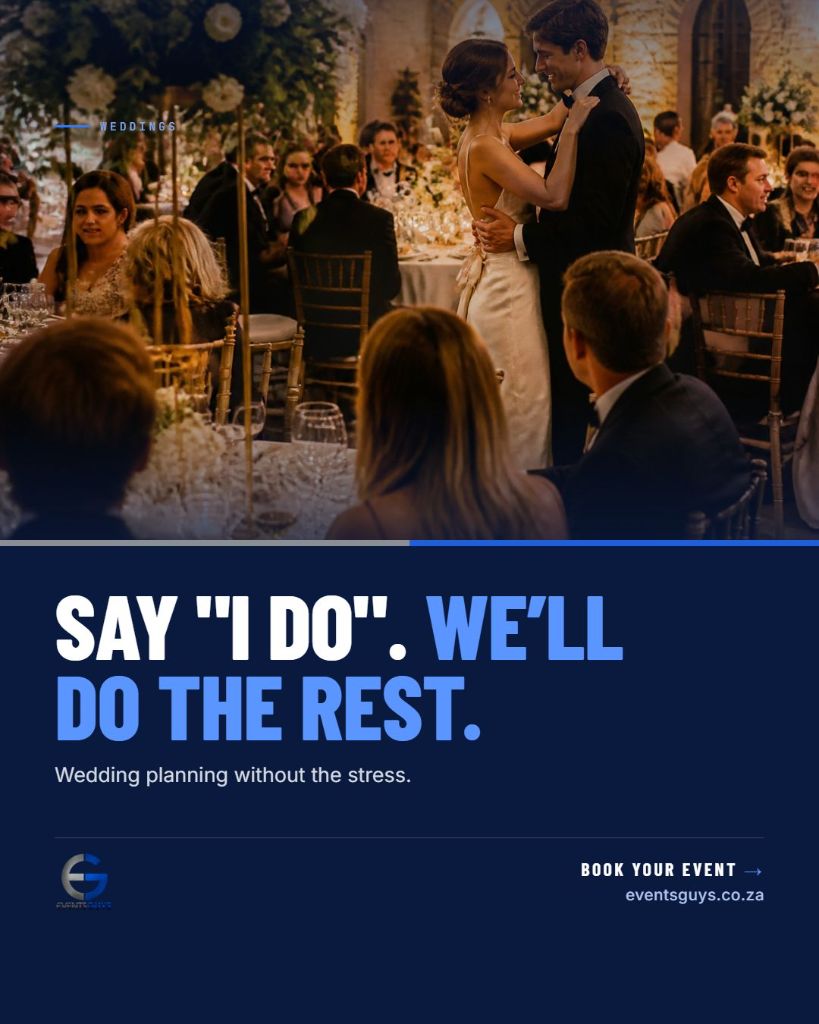 WEDDINGS
SAY "I DO". WE’LL
DO THE REST.
Wedding planning without the stress.
BOOK YOUR EVENT →
eventsguys.co.za
EVENTSGUYS